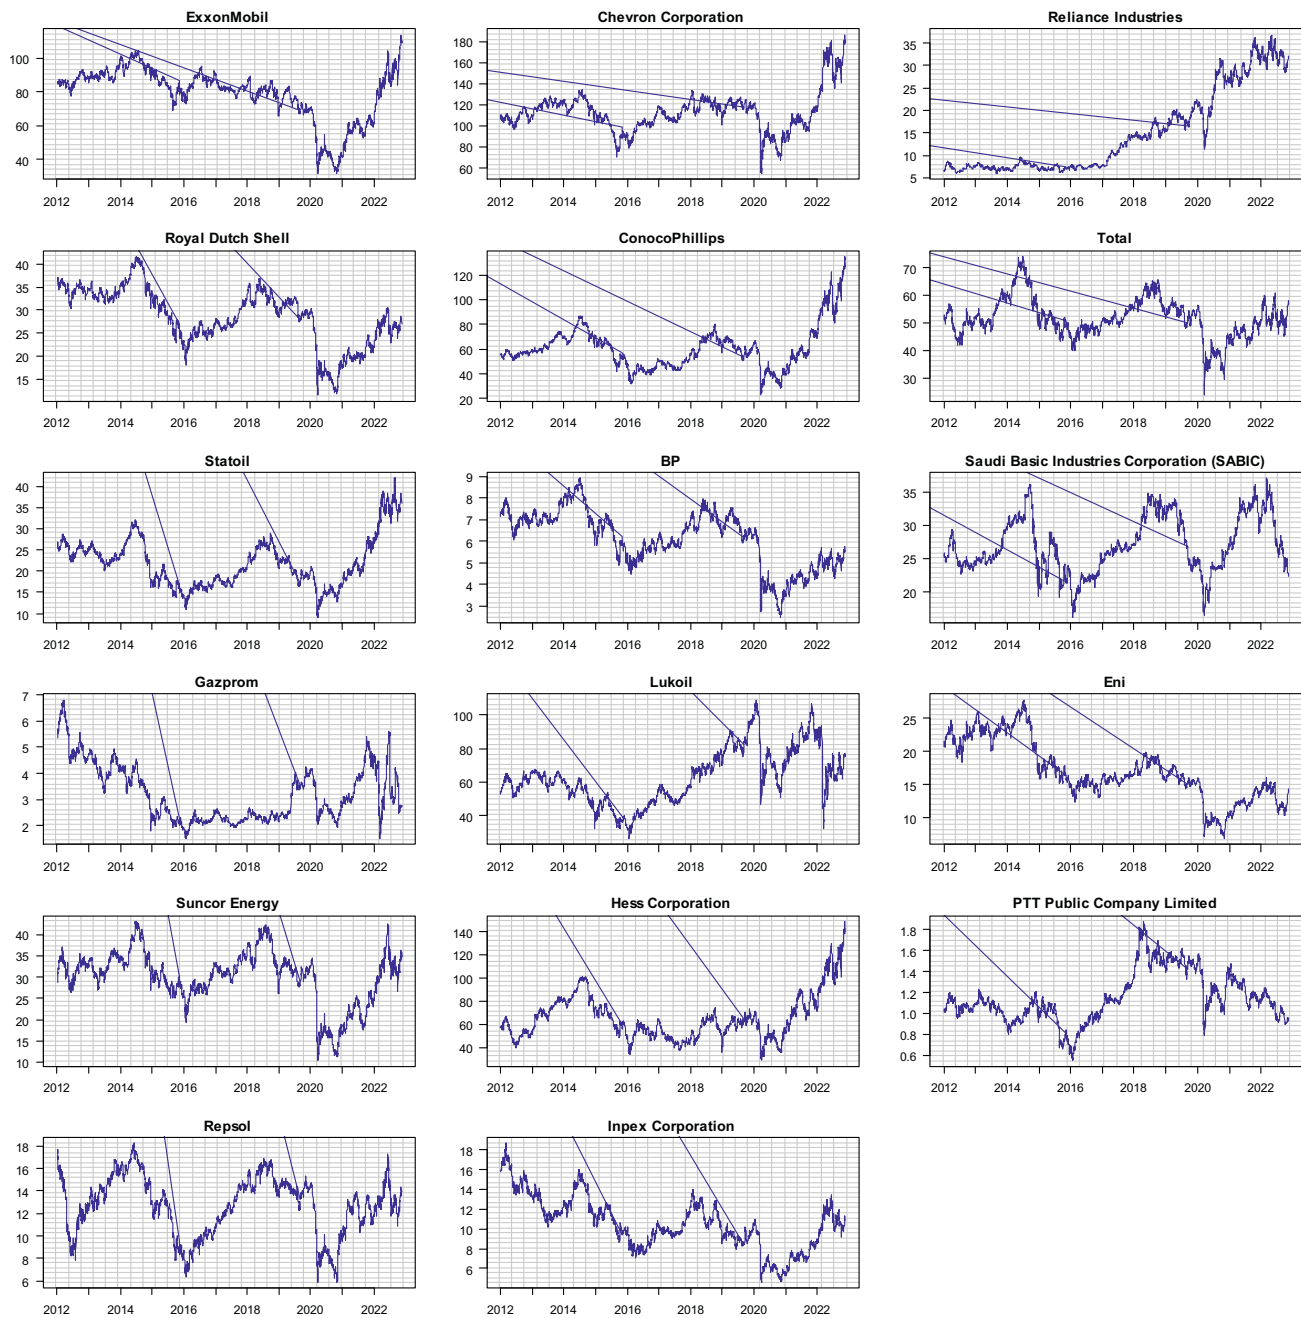 ExxonMobil
100
80
60
40
2012 2014 2016 2018 2020 2022
Chevron Corporation
180
160
140
120
100
80
60
2012 2014 2016 2018 2020 2022
Reliance Industries
35
30
25
20
15
10
5
2012 2014 2016 2018 2020 2022
Royal Dutch Shell
40
35
30
25
20
15
2012 2014 2016 2018 2020 2022
ConocoPhillips
120
100
80
60
40
20
2012 2014 2016 2018 2020 2022
Total
70
60
50
40
30
2012 2014 2016 2018 2020 2022
Statoil
40
35
30
25
20
15
10
2012 2014 2016 2018 2020 2022
BP
9
8
7
6
5
4
3
2012 2014 2016 2018 2020 2022
Saudi Basic Industries Corporation (SABIC)
35
30
25
20
2012 2014 2016 2018 2020 2022
Gazprom
7
6
5
4
3
2
2012 2014 2016 2018 2020 2022
Lukoil
100
80
60
40
2012 2014 2016 2018 2020 2022
Eni
25
20
15
10
2012 2014 2016 2018 2020 2022
Suncor Energy
40
35
30
25
20
15
10
2012 2014 2016 2018 2020 2022
Hess Corporation
140
120
100
80
60
40
2012 2014 2016 2018 2020 2022
PTT Public Company Limited
1.8
1.6
1.4
1.2
1.0
0.8
0.6
2012 2014 2016 2018 2020 2022
Repsol
18
16
14
12
10
8
6
2012 2014 2016 2018 2020 2022
Inpex Corporation
18
16
14
12
10
8
6
2012 2014 2016 2018 2020 2022